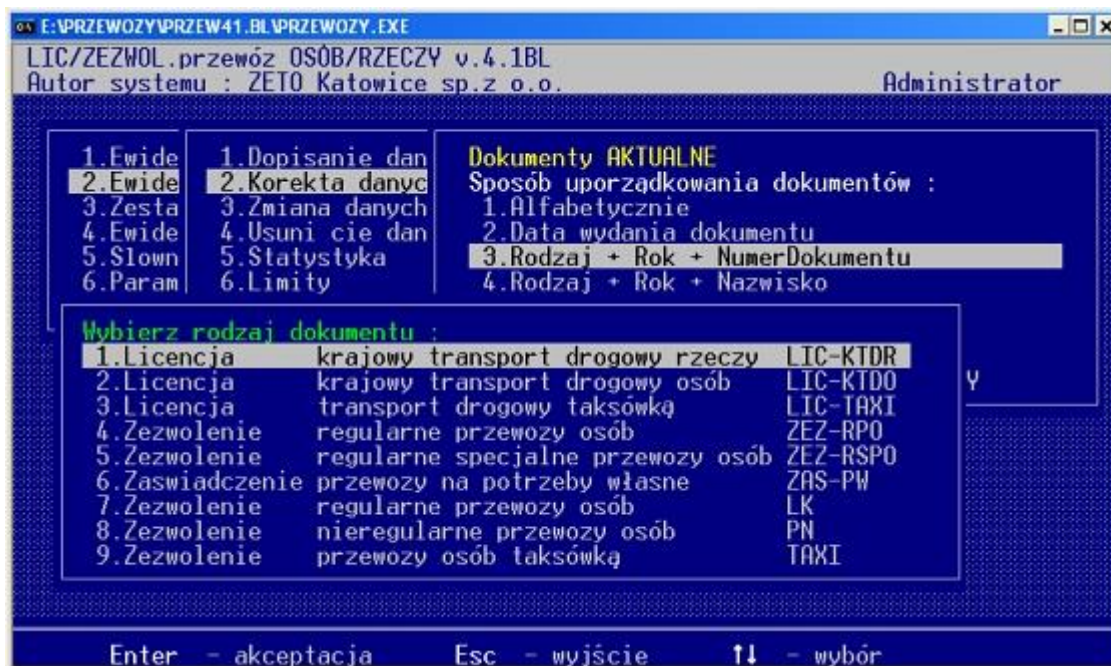 E:\PRZEWOZY\PRZEW41.BL\PRZEWOZY.EXE
LIC/ZEZWOL.przewóz OSÓB/RZECZY v.4.1BL
Autor systemu : ZETO Katowice sp.z o.o. Administrator
1.Ewide 1.Dopisanie dan Dokumenty AKTUALNE
2.Ewide 2.Korekta danyc Sposób uporządkowania dokumentów :
3.Zesta 3.Zmiana danych 1.Alfabetycznie
4.Ewide 4.Usuni cie dan 2.Data wydania dokumentu
5.Slown 5.Statystyka 3.Rodzaj + Rok + NumerDokumentu
6.Param 6.Limity 4.Rodzaj + Rok + Nazwisko
Wybierz rodzaj dokumentu :
1.Licencja krajowy transport drogowy rzeczy LIC-KTDR
2.Licencja krajowy transport drogowy osób LIC-KTDO Y
3.Licencja transport drogowy taksówką LIC-TAXI
4.Zezwolenie regularne przewozy osób ZEZ-RPO
5.Zezwolenie regularne specjalne przewozy osób ZEZ-RSPO
6.Zaswiadczenie przewozy na potrzeby własne ZAS-PW
7.Zezwolenie regularne przewozy osób LK
8.Zezwolenie nieregularne przewozy osób PN
9.Zezwolenie przewozy osób taksówką TAXI
Enter - akceptacja Esc - wyjście ↑↓ - wybór